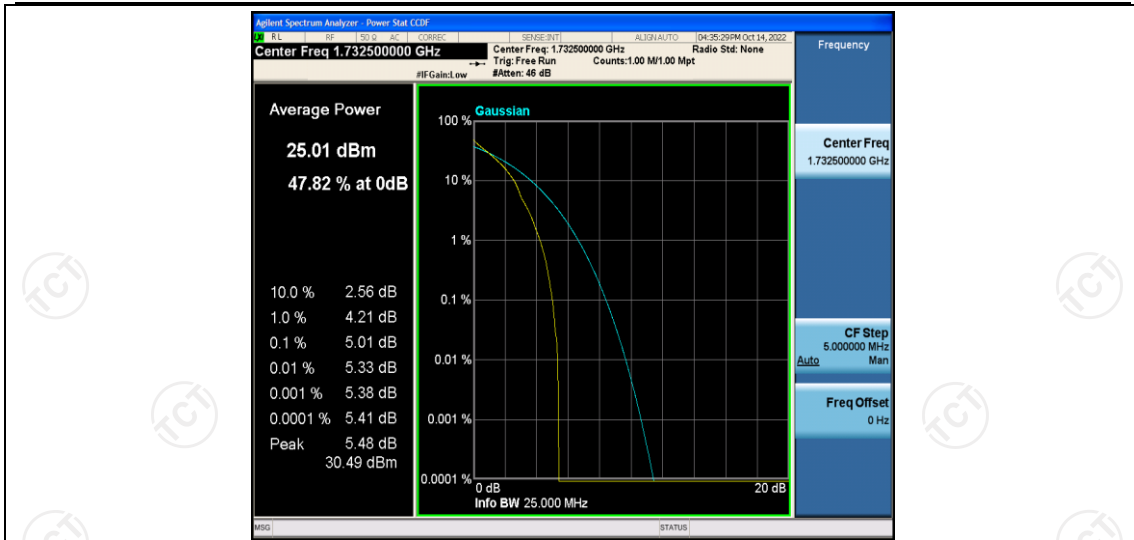 Agilent Spectrum Analyzer - Power Stat CCDF
LXI RL RF 50 Ω AC CORREC SENSE:INT ALIGN AUTO 04:35:29PM Oct 14, 2022
Center Freq 1.732500000 GHz
Center Freq: 1.732500000 GHz Radio Std: None
Trig: Free Run Counts:1.00 M/1.00 Mpt
#IFGain:Low #Atten: 46 dB
Frequency
Average Power
25.01 dBm
47.82 % at 0dB
10.0 % 2.56 dB
1.0 % 4.21 dB
0.1 % 5.01 dB
0.01 % 5.33 dB
0.001 % 5.38 dB
0.0001 % 5.41 dB
Peak 5.48 dB
30.49 dBm
Gaussian
100 %
10 %
1 %
0.1 %
0.01 %
0.001 %
0.0001 %
0 dB 20 dB
Info BW 25.000 MHz
Center Freq
1.732500000 GHz
CF Step
5.000000 MHz
Auto Man
Freq Offset
0 Hz
MSG STATUS
TCT
TCT
TCT
TCT